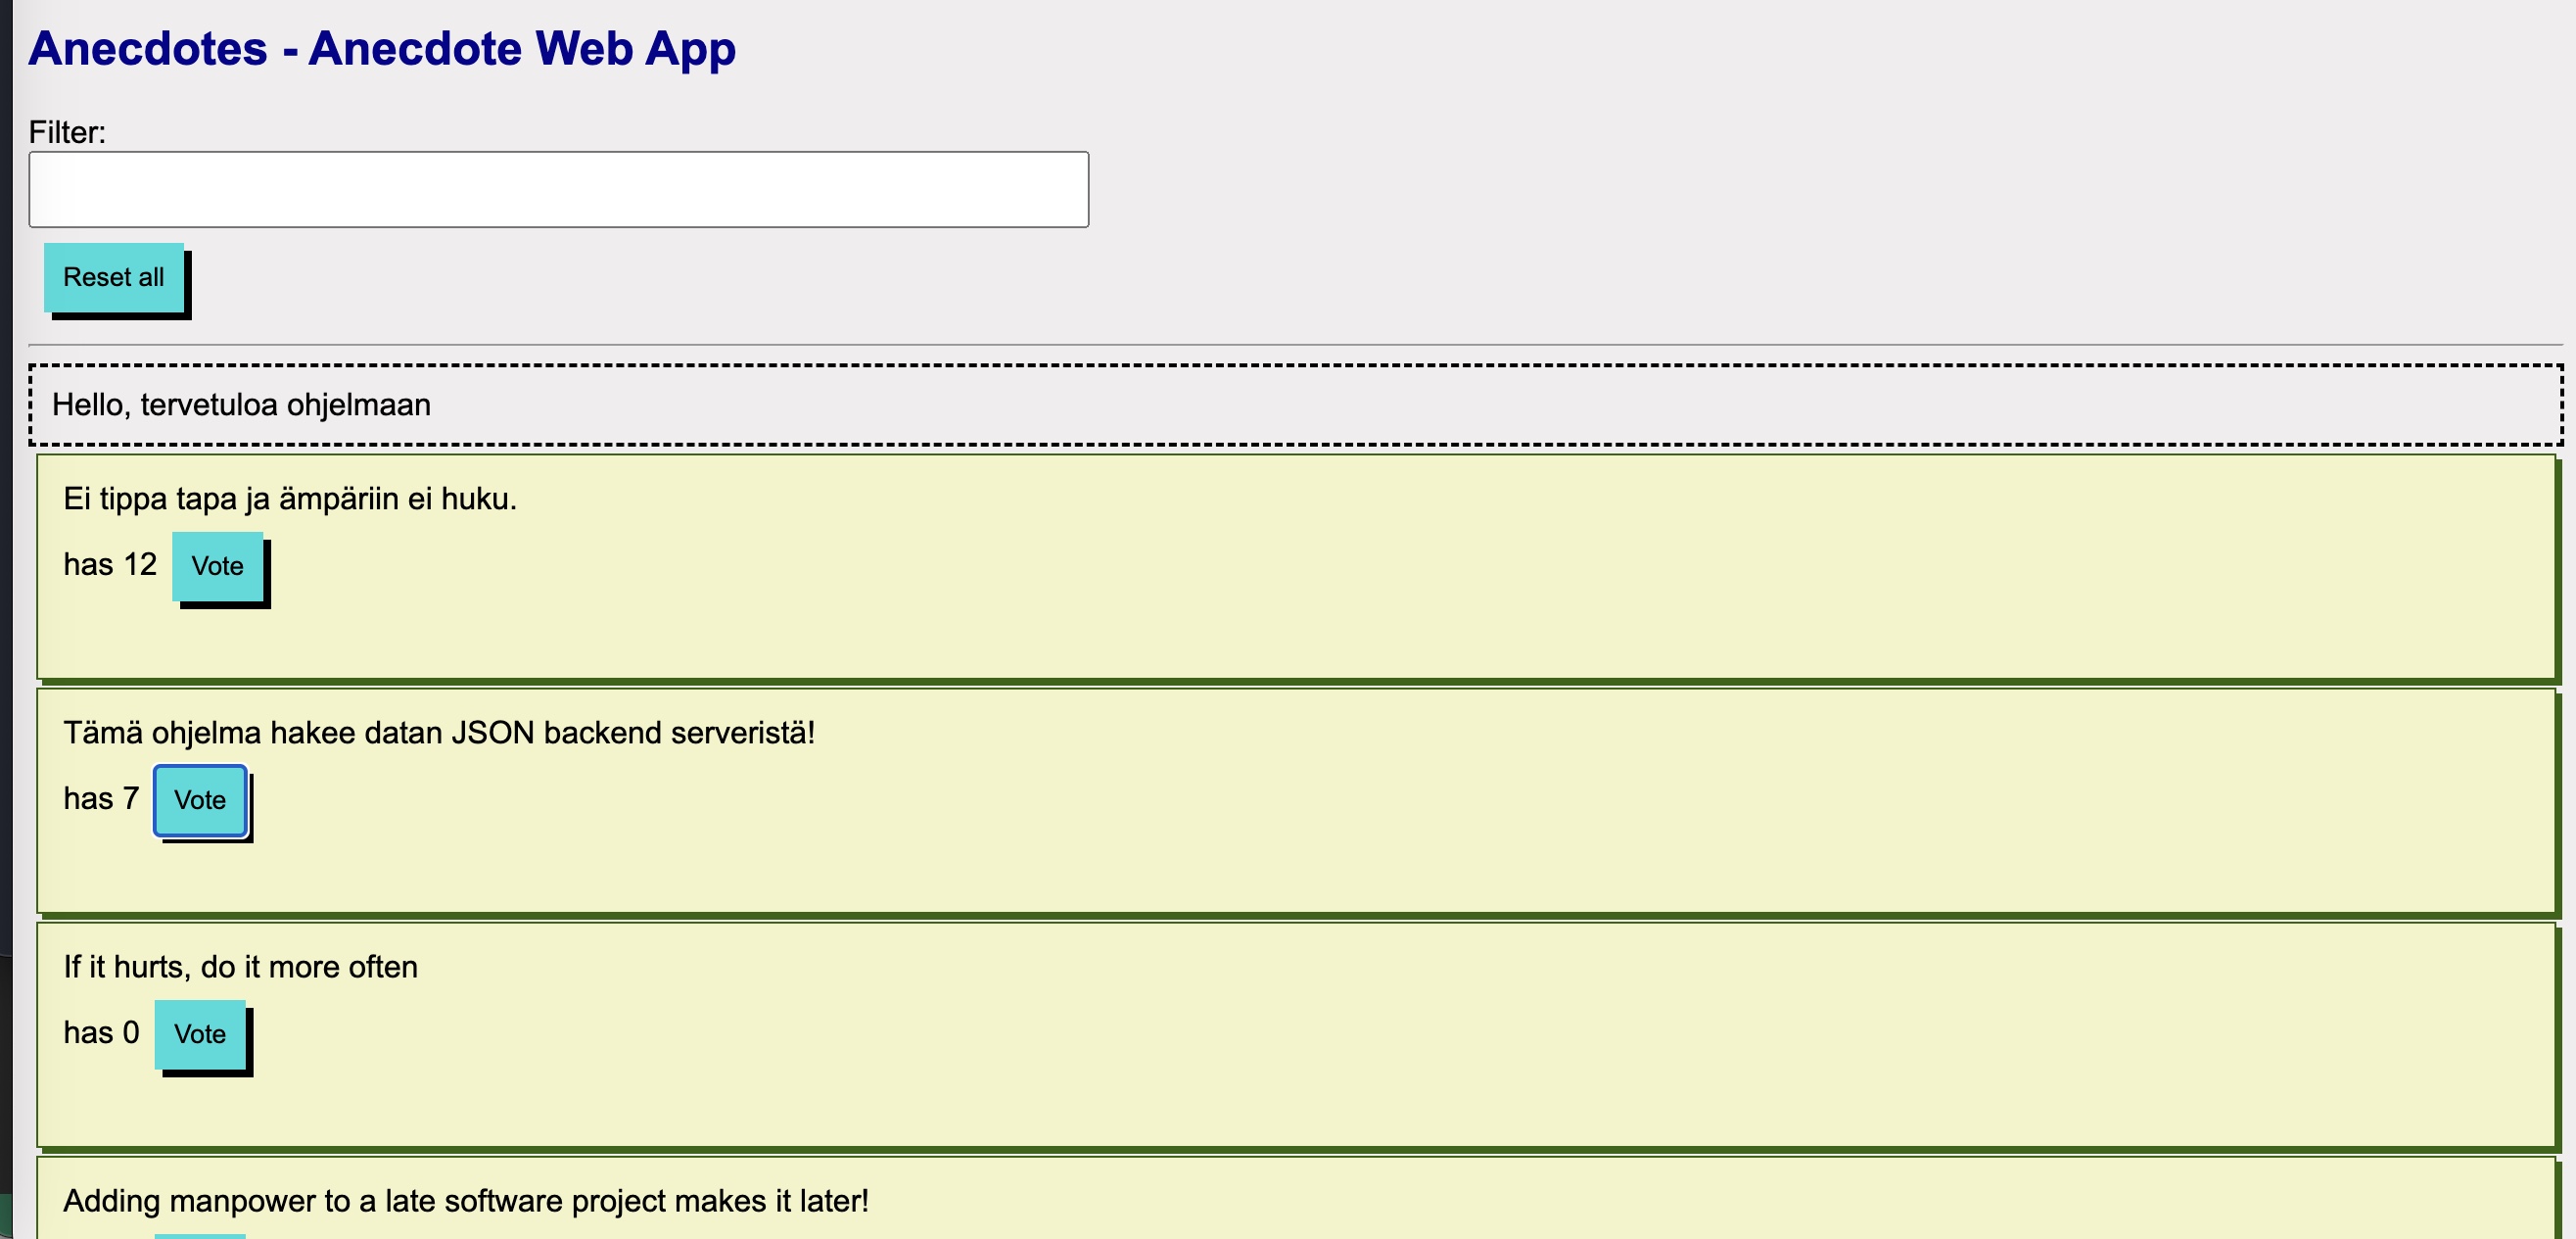 Anecdotes - Anecdote Web App
Filter:
Reset all
Hello, tervetuloa ohjelmaan
Ei tippa tapa ja ämpäriin ei huku.
has 12 Vote
Tämä ohjelma hakee datan JSON backend serveristä!
has 7 Vote
If it hurts, do it more often
has 0 Vote
Adding manpower to a late software project makes it later!